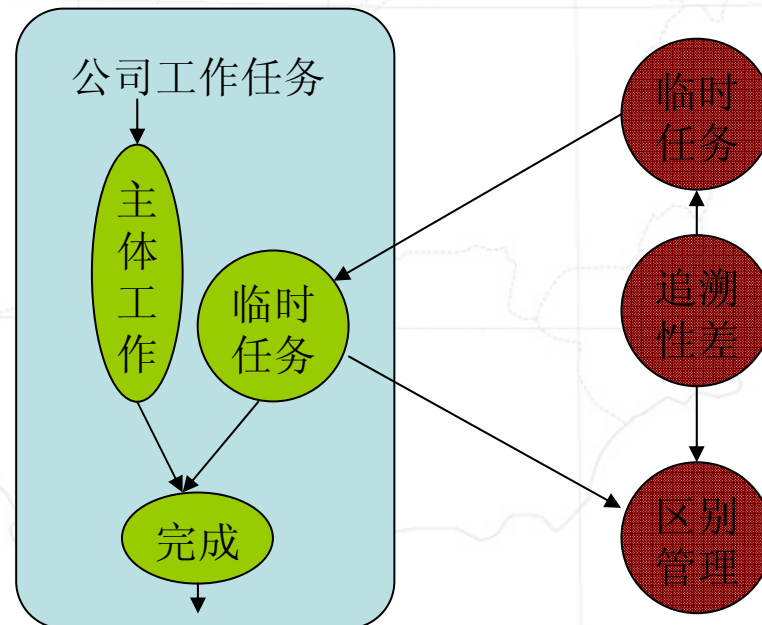 公司工作任务
主
体
工
作
临时
任务
完成
临时
任务
追溯
性差
区别
管理